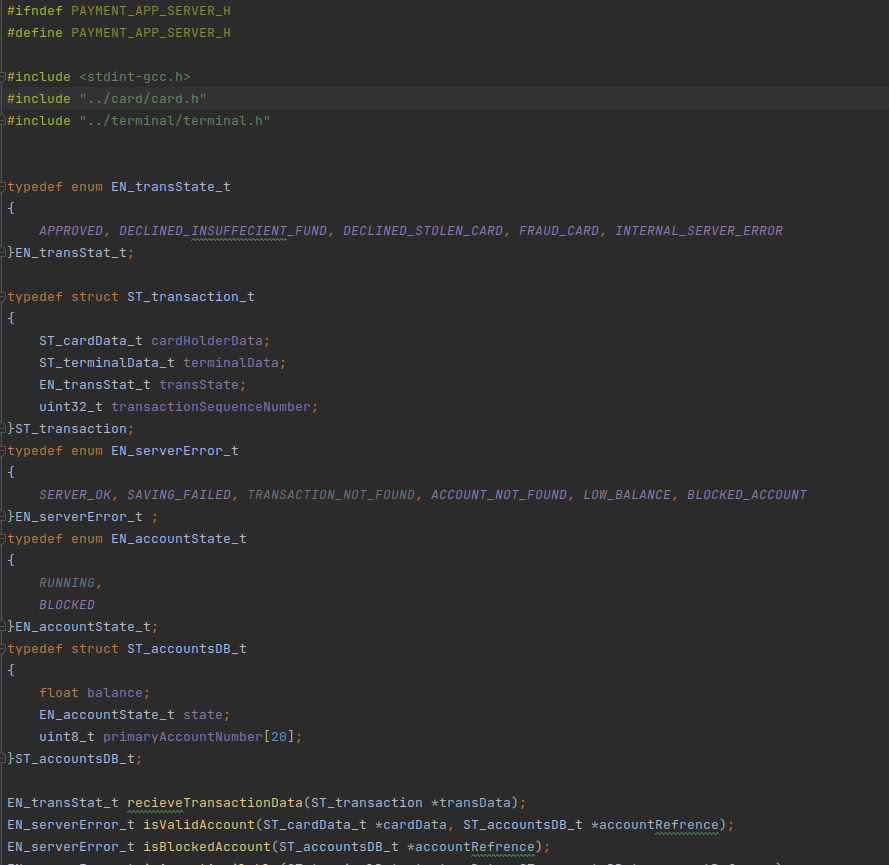 #ifndef PAYMENT_APP_SERVER_H
#define PAYMENT_APP_SERVER_H
#include <stdint-gcc.h>
#include "../card/card.h"
#include "../terminal/terminal.h"
typedef enum EN_transState_t
{
APPROVED, DECLINED_INSUFFECIENT_FUND, DECLINED_STOLEN_CARD, FRAUD_CARD, INTERNAL_SERVER_ERROR
}EN_transStat_t;
typedef struct ST_transaction_t
{
ST_cardData_t cardHolderData;
ST_terminalData_t terminalData;
EN_transStat_t transState;
uint32_t transactionSequenceNumber;
}ST_transaction;
typedef enum EN_serverError_t
{
SERVER_OK, SAVING_FAILED, TRANSACTION_NOT_FOUND, ACCOUNT_NOT_FOUND, LOW_BALANCE, BLOCKED_ACCOUNT
}EN_serverError_t ;
typedef enum EN_accountState_t
{
RUNNING,
BLOCKED
}EN_accountState_t;
typedef struct ST_accountsDB_t
{
float balance;
EN_accountState_t state;
uint8_t primaryAccountNumber[20];
}ST_accountsDB_t;
EN_transStat_t recieveTransactionData(ST_transaction *transData);
EN_serverError_t isValidAccount(ST_cardData_t *cardData, ST_accountsDB_t *accountRefrence);
EN_serverError_t isBlockedAccount(ST_accountsDB_t *accountRefrence);